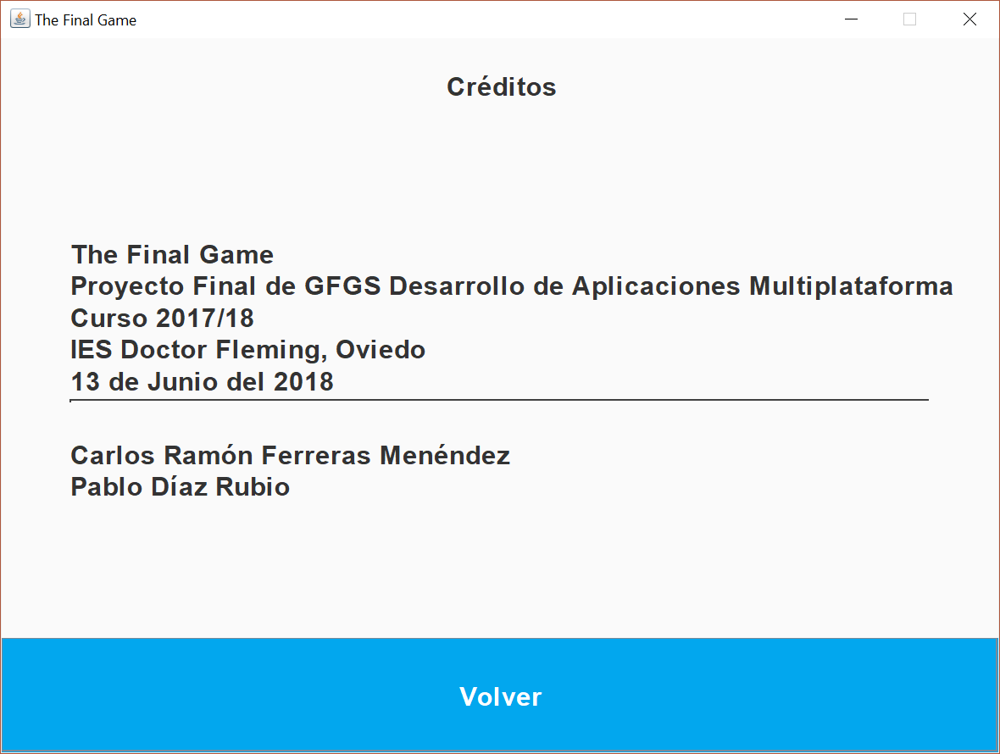 The Final Game
Créditos
The Final Game
Proyecto Final de GFGS Desarrollo de Aplicaciones Multiplataforma
Curso 2017/18
IES Doctor Fleming, Oviedo
13 de Junio del 2018
Carlos Ramón Ferreras Menéndez
Pablo Díaz Rubio
Volver